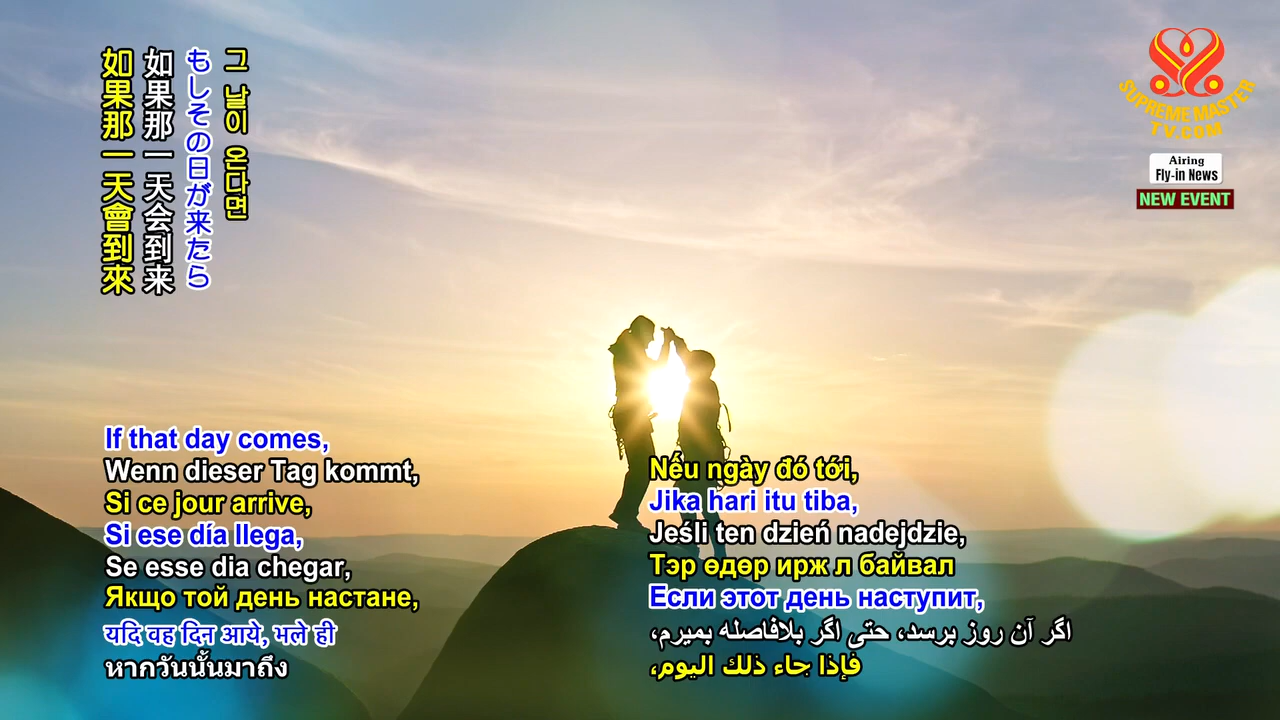 如果那一天會到來
如果那一天会到来
もしその日が来たら
그 날이 온다면
SUPREME MASTER
TV.COM
Airing
Fly-in News
NEW EVENT
If that day comes,
Wenn dieser Tag kommt,
Si ce jour arrive,
Si ese día llega,
Se esse dia chegar,
Якщо той день настане,
यदि वह दिन आये, भले ही
หากวันนั้นมาถึง
Nếu ngày đó tới,
Jika hari itu tiba,
Jeśli ten dzień nadejdzie,
Тэр өдөр ирж л байвал
Если этот день наступит,
اگر آن روز برسد، حتی اگر بلافاصله بمیرم،
فإذا جاء ذلك اليوم،